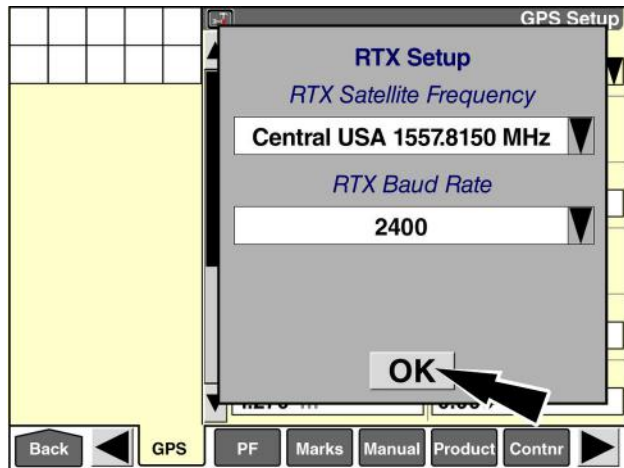 GPS Setup
RTX Setup
RTX Satellite Frequency
Central USA 1557.8150 MHz
RTX Baud Rate
2400
OK
Back
GPS
PF
Marks
Manual
Product
Contnr